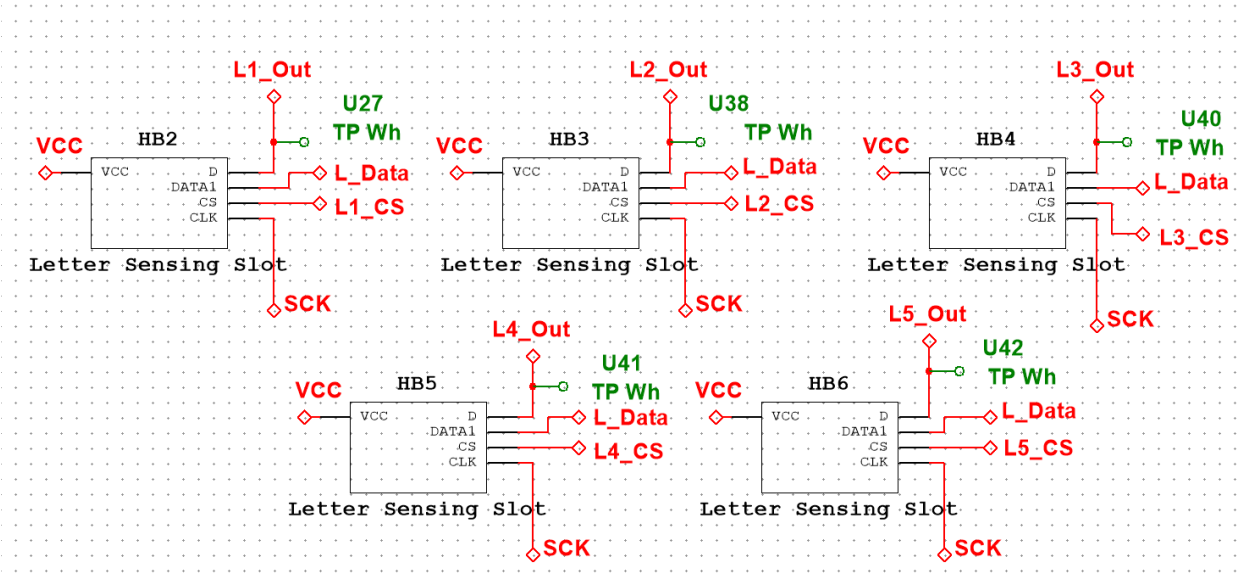 L1_Out
U27
TP Wh
HB2
VCC
VCC
D
DATA1
CS
CLK
L_Data
L1_CS
Letter Sensing Slot
SCK
L2_Out
U38
TP Wh
HB3
VCC
VCC
D
DATA1
CS
CLK
L_Data
L2_CS
Letter Sensing Slot
SCK
L3_Out
U40
TP Wh
HB4
VCC
VCC
D
DATA1
CS
CLK
L_Data
L3_CS
Letter Sensing Slot
SCK
L4_Out
U41
TP Wh
HB5
VCC
VCC
D
DATA1
CS
CLK
L_Data
L4_CS
Letter Sensing Slot
SCK
L5_Out
U42
TP Wh
HB6
VCC
VCC
D
DATA1
CS
CLK
L_Data
L5_CS
Letter Sensing Slot
SCK